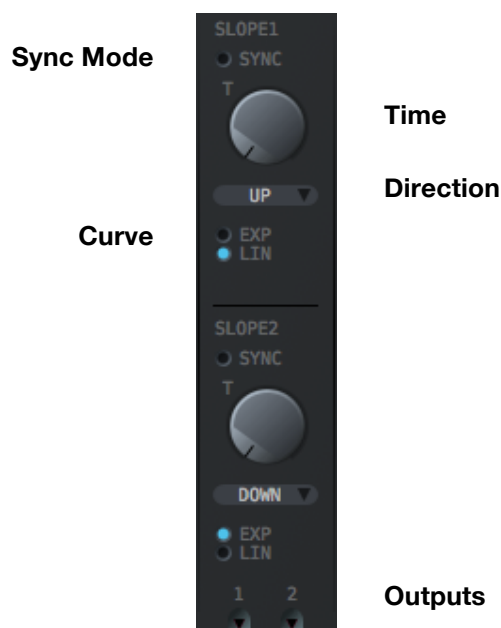 SLOPE1
Sync Mode
SYNC
T
Time
UP
Direction
Curve
EXP
LIN
SLOPE2
SYNC
T
DOWN
EXP
LIN
1 2
Outputs